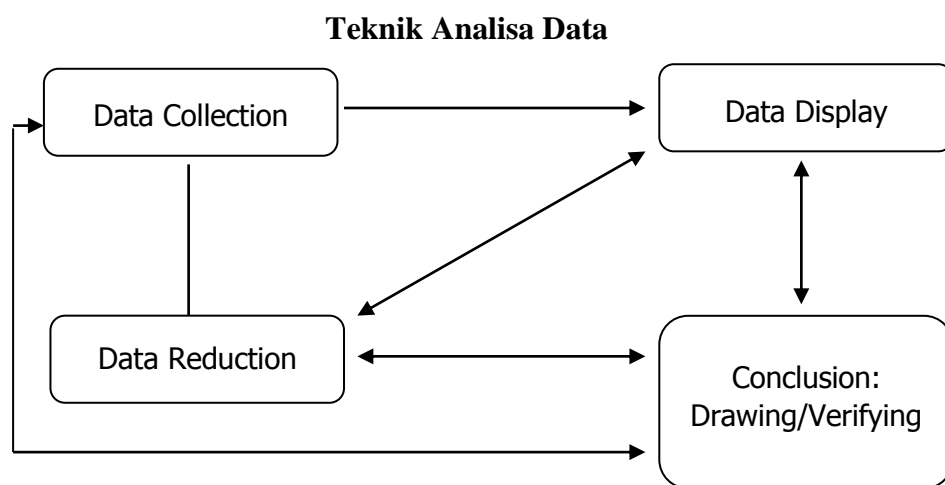 Teknik Analisa Data
Data Collection
Data Display
Data Reduction
Conclusion:
Drawing/Verifying